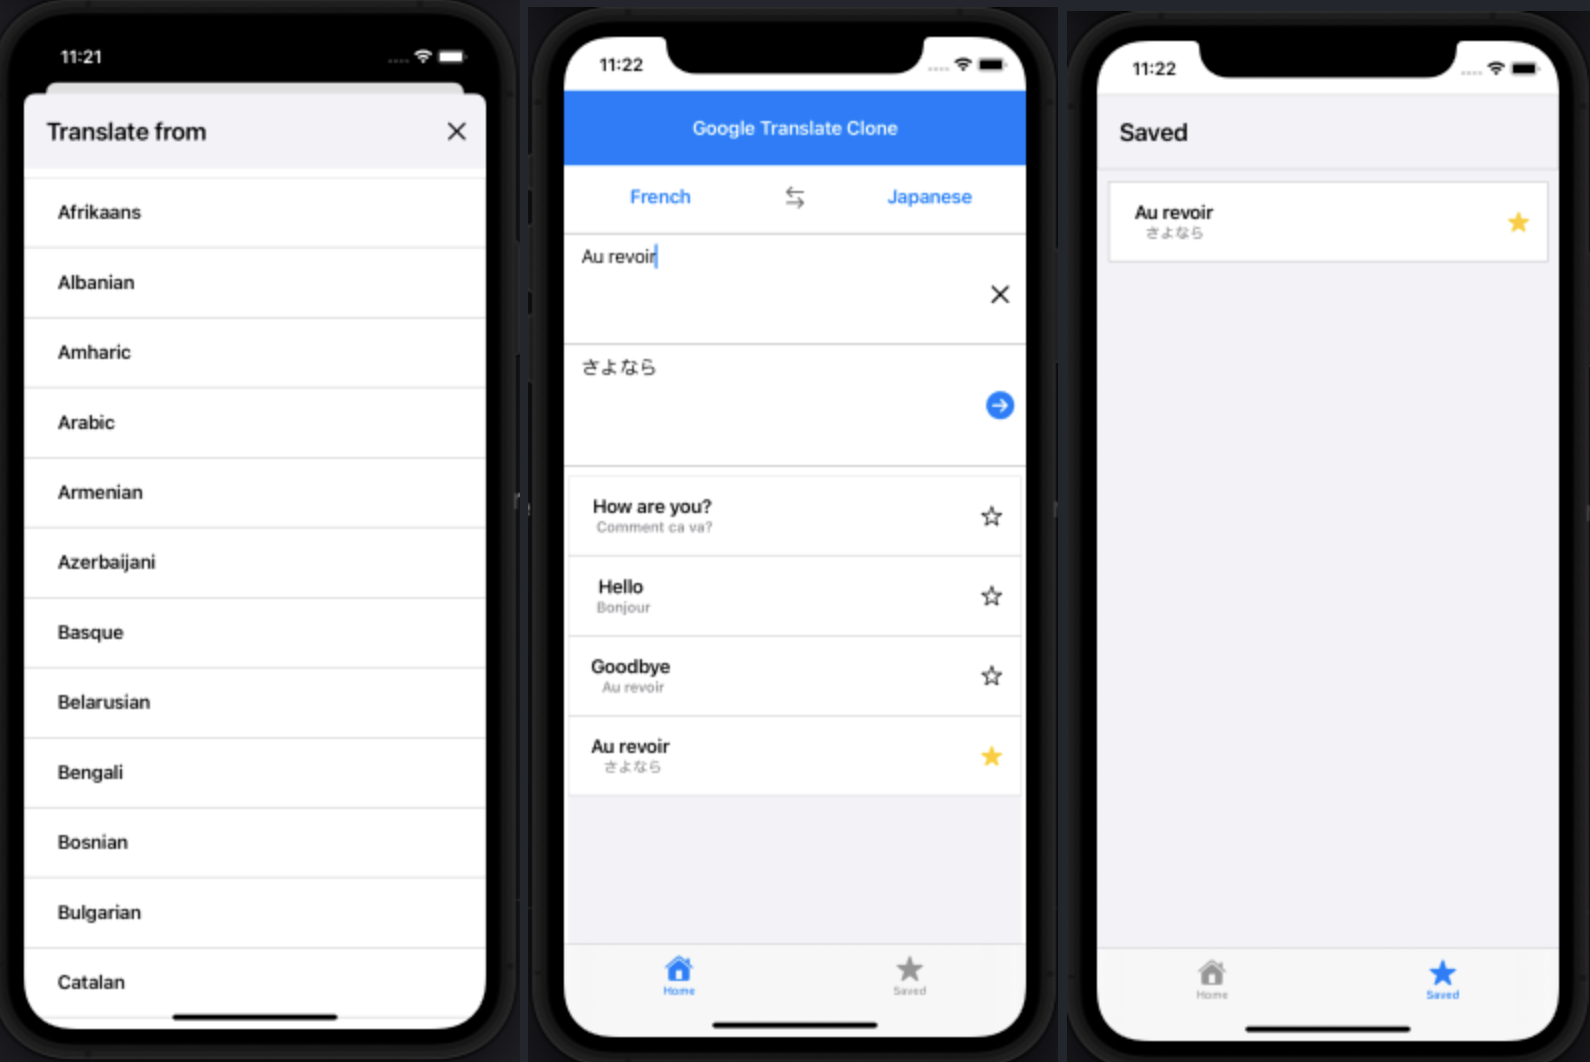 11:21
Translate from
Afrikaans
Albanian
Amharic
Arabic
Armenian
Azerbaijani
Basque
Belarusian
Bengali
Bosnian
Bulgarian
Catalan
11:22
Google Translate Clone
French
Japanese
Au revoir
さよなら
How are you?
Comment ca va?
Hello
Bonjour
Goodbye
Au revoir
Au revoir
さよなら
Home
Saved
11:22
Saved
Au revoir
さよなら
Home
Saved